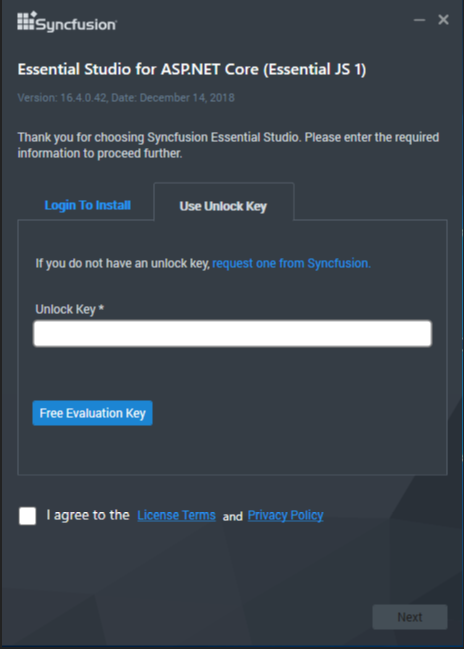 Syncfusion
Essential Studio for ASP.NET Core (Essential JS 1)
Version: 16.4.0.42, Date: December 14, 2018
Thank you for choosing Syncfusion Essential Studio. Please enter the required
information to proceed further.
Login To Install
Use Unlock Key
If you do not have an unlock key, request one from Syncfusion.
Unlock Key *
Free Evaluation Key
I agree to the License Terms and Privacy Policy
Next